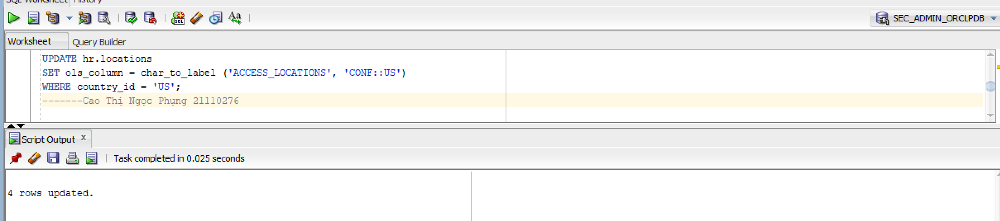 SQL Worksheet History
SEC_ADMIN_ORCLPDB
Worksheet Query Builder
UPDATE hr.locations
SET ols_column = char_to_label ('ACCESS_LOCATIONS', 'CONF::US')
WHERE country_id = 'US';
-------Cao Thị Ngọc Phụng 21110276
Script Output x
Task completed in 0.025 seconds
4 rows updated.